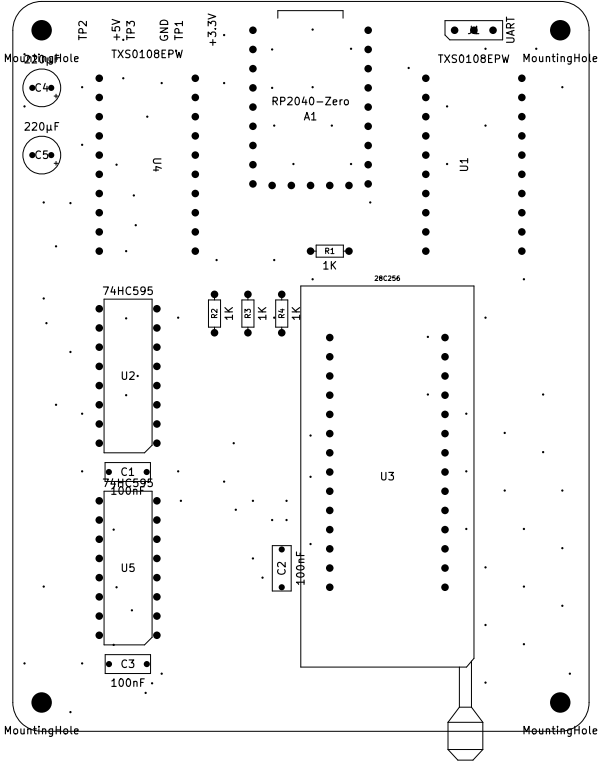 TP2
+5V
TP3
GND
TP1
+3.3V
UART
MountingHole
TXS0108EPW
TXS0108EPW
MountingHole
220µF
C4
+
RP2040-Zero
A1
220µF
C5
+
U4
U1
R1
1K
28C256
74HC595
R2
1K
R3
1K
R4
1K
U2
C1
100nF
74HC595
U3
U5
C2
100nF
C3
100nF
MountingHole
MountingHole